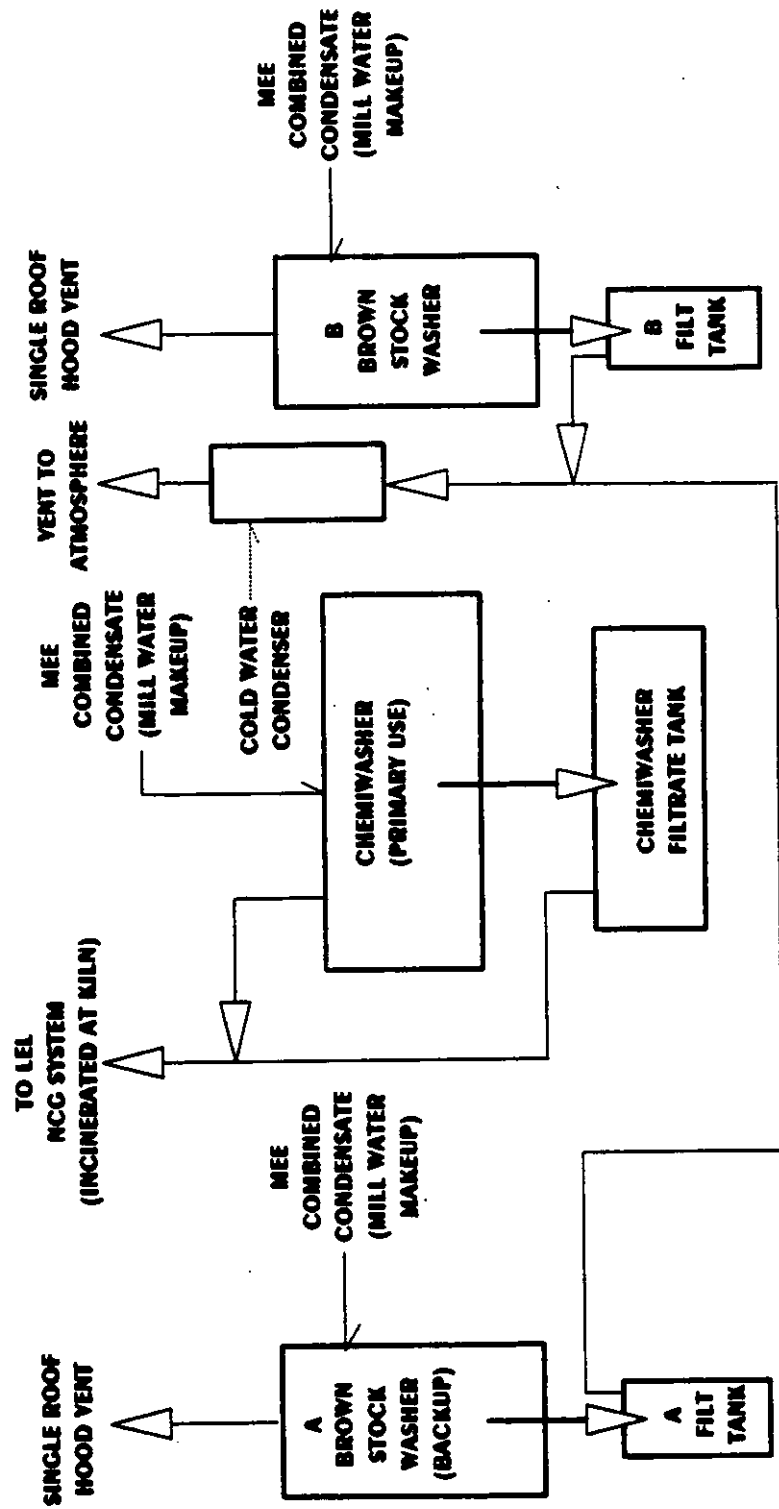 SINGLE ROOF
HOOD VENT
A
BROWN
STOCK
WASHER
(BACKUP)
A
FILT
TANK
MEE
COMBINED
CONDENSATE
(MILL WATER
MAKEUP)
TO LEL
NCG SYSTEM
(INCINERATED AT KILN)
CHEMIWASHER
(PRIMARY USE)
CHEMIWASHER
FILTRATE TANK
MEE
COMBINED
CONDENSATE
(MILL WATER
MAKEUP)
COLD WATER
CONDENSER
VENT TO
ATMOSPHERE
SINGLE ROOF
HOOD VENT
B
BROWN
STOCK
WASHER
B
FILT
TANK
MEE
COMBINED
CONDENSATE
(MILL WATER
MAKEUP)